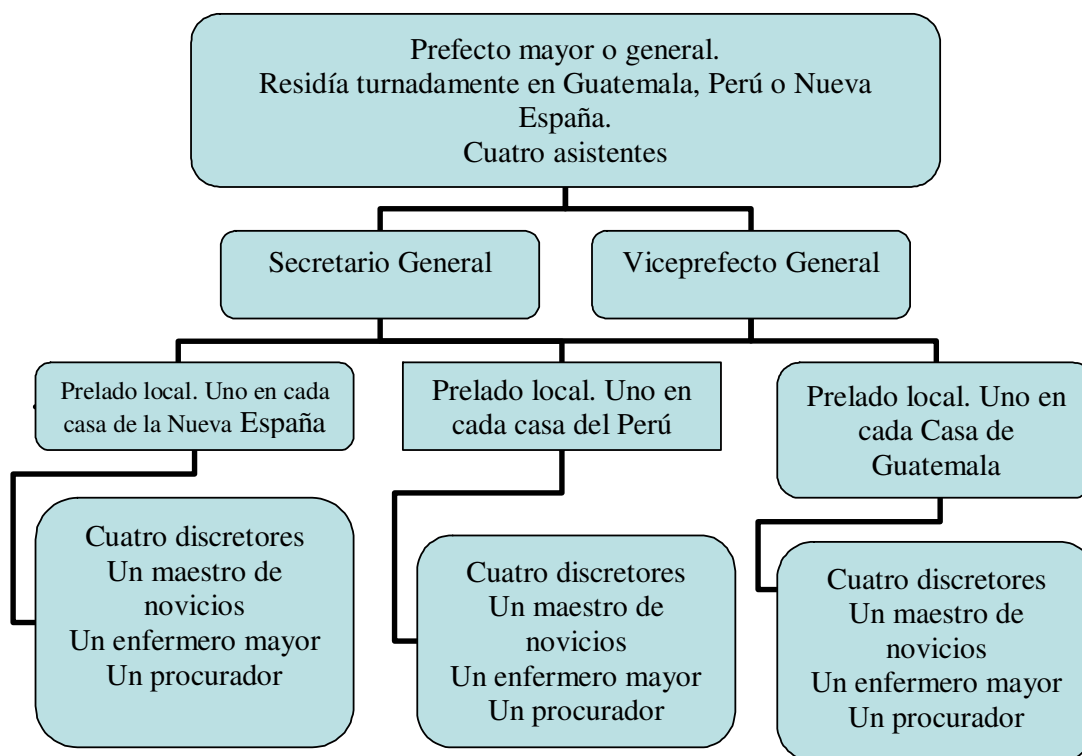 Prefecto mayor o general.
Residía turnadamente en Guatemala, Perú o Nueva
España.
Cuatro asistentes
Secretario General
Viceprefecto General
Prelado local. Uno en cada
casa de la Nueva España
Prelado local. Uno en
cada casa del Perú
Prelado local. Uno en
cada Casa de
Guatemala
Cuatro discretores
Un maestro de
novicios
Un enfermero mayor
Un procurador
Cuatro discretores
Un maestro de
novicios
Un enfermero mayor
Un procurador
Cuatro discretores
Un maestro de
novicios
Un enfermero mayor
Un procurador